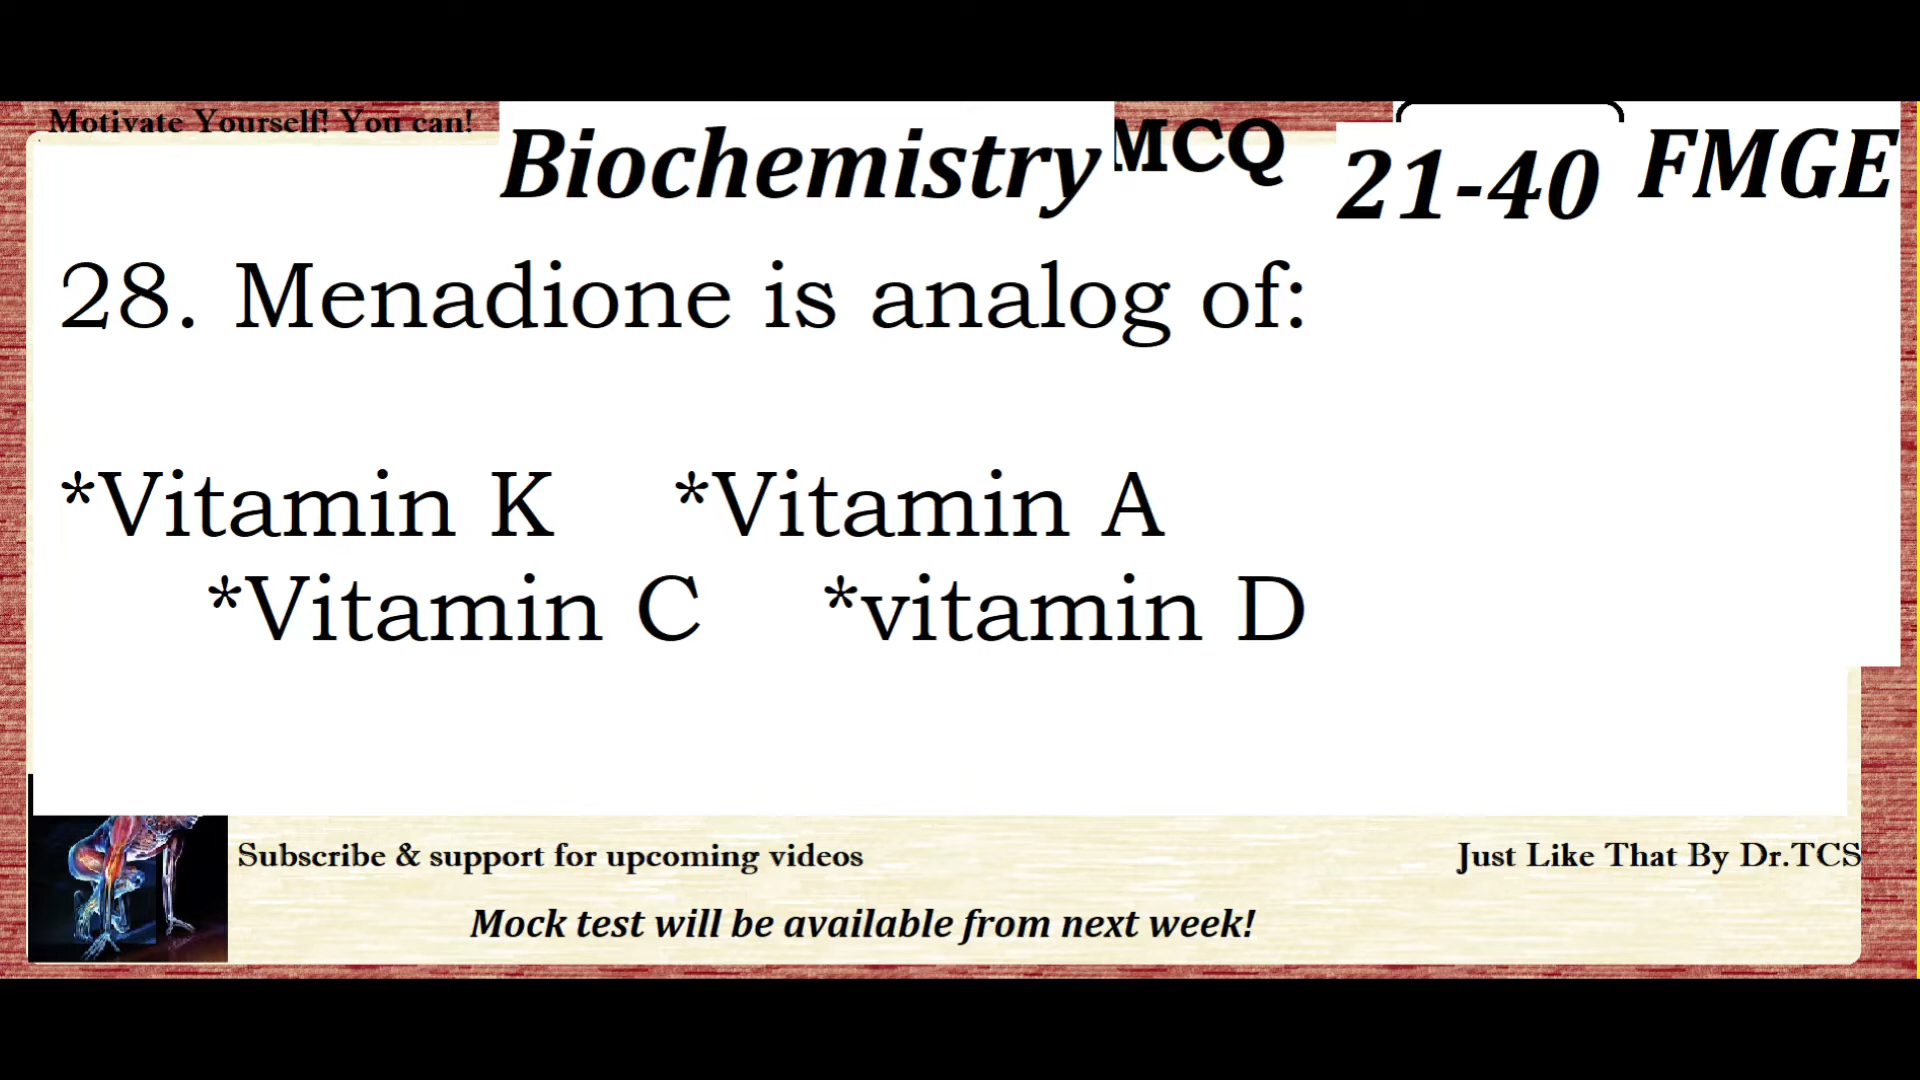 Motivate Yourself! You can!
Biochemistry MCQ 21-40 FMGE
28. Menadione is analog of:
*Vitamin K *Vitamin A
*Vitamin C *vitamin D
Subscribe & support for upcoming videos
Just Like That By Dr.TCS
Mock test will be available from next week!